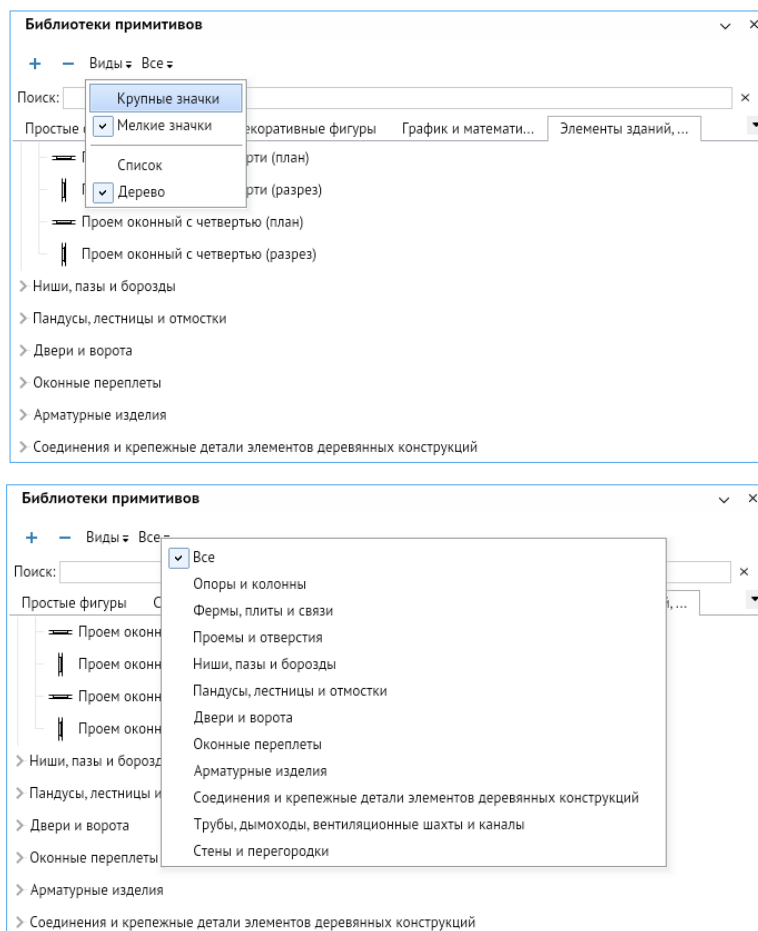 Библиотеки примитивов
Виды Все
Поиск:
Крупные значки
Простые Мелкие значки екоративные фигуры График и математи... Элементы зданий, ...
рти (план)
Список
Дерево рти (разрез)
Проем оконный с четвертью (план)
Проем оконный с четвертью (разрез)
Ниши, пазы и борозды
Пандусы, лестницы и отмостки
Двери и ворота
Оконные переплеты
Арматурные изделия
Соединения и крепежные детали элементов деревянных конструкций
Библиотеки примитивов
Виды Все
Все
Поиск:
Опоры и колонны
Простые фигуры С Фермы, плиты и связи й, ...
Проем оконн Проемы и отверстия
Проем оконн Ниши, пазы и борозды
Проем оконн Пандусы, лестницы и отмостки
Проем оконн Двери и ворота
Оконные переплеты
Ниши, пазы и борозд
Арматурные изделия
Пандусы, лестницы и Соединения и крепежные детали элементов деревянных конструкций
Двери и ворота Трубы, дымоходы, вентиляционные шахты и каналы
Оконные переплеты Стены и перегородки
Арматурные изделия
Соединения и крепежные детали элементов деревянных конструкций